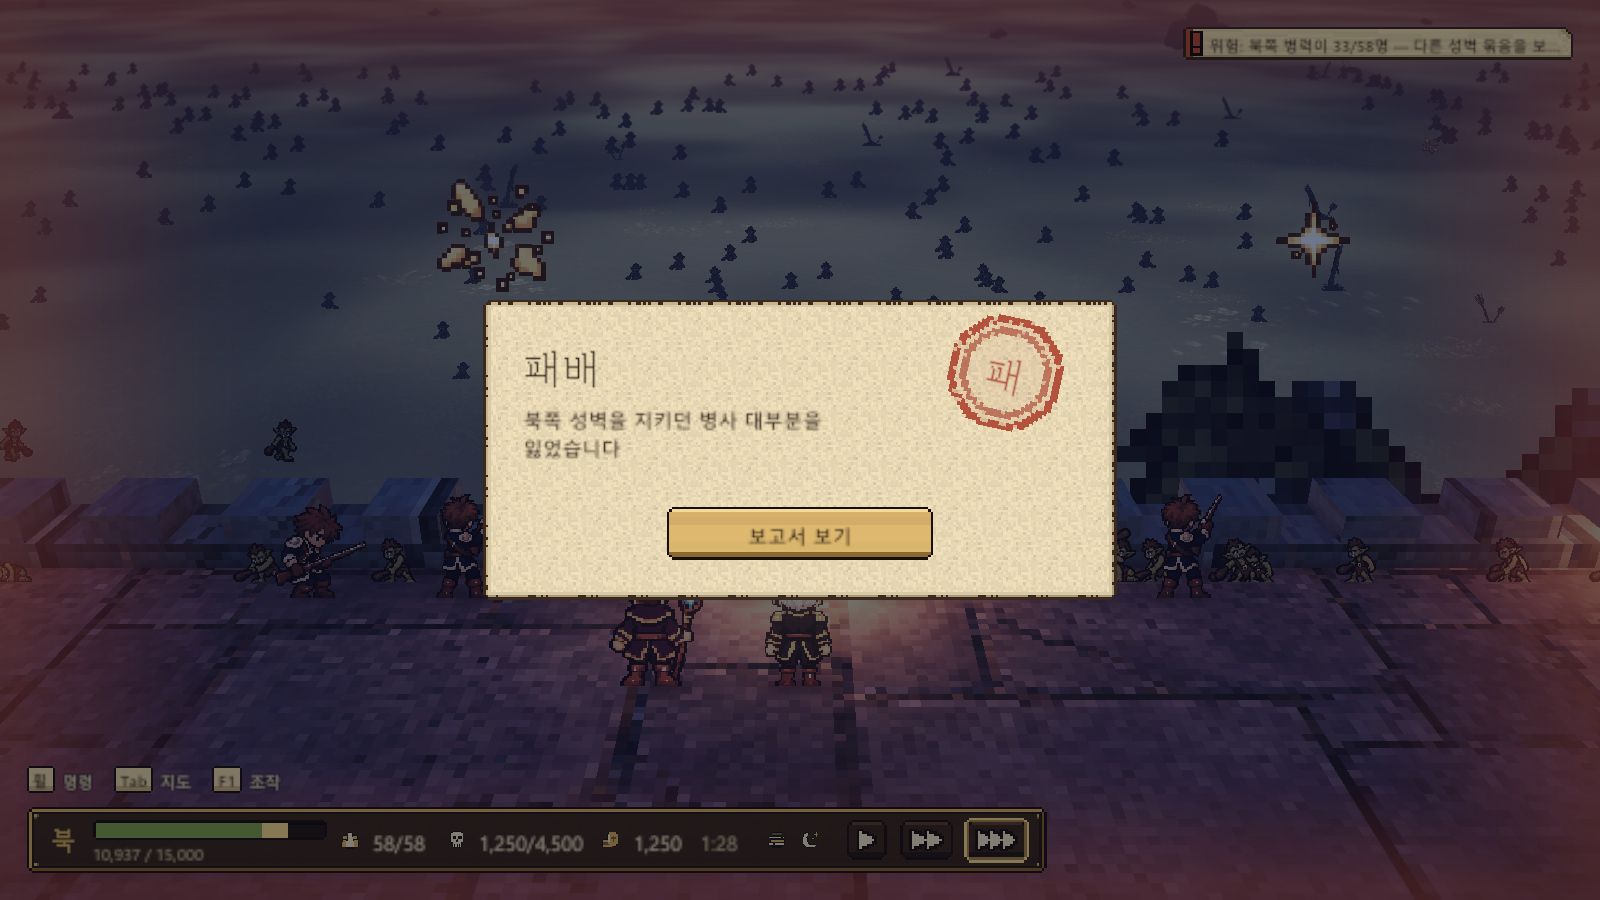 위험: 북쪽 병력이 33/58명 — 다른 성벽 묶음을 보...
패배
패
북쪽 성벽을 지키던 병사 대부분을
잃었습니다
보고서 보기
휠 명령 Tab 지도 F1 조작
북 58/58 1,250/4,500 1,250 1:28
10,937 / 15,000